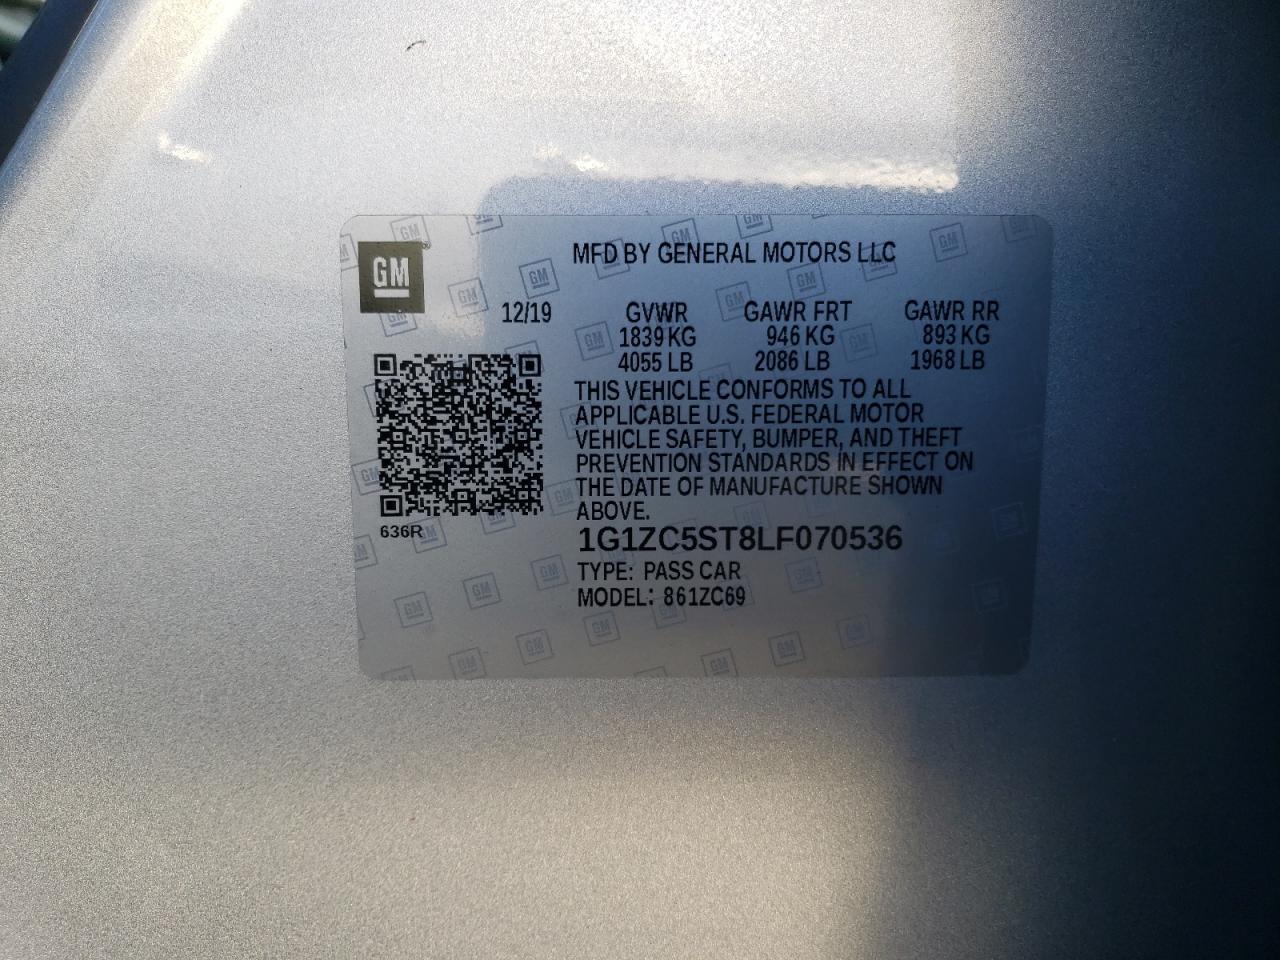 GM
MFD BY GENERAL MOTORS LLC
12/19 GVWR GAWR FRT GAWR RR
1839 KG 946 KG 893 KG
4055 LB 2086 LB 1968 LB
THIS VEHICLE CONFORMS TO ALL
APPLICABLE U.S. FEDERAL MOTOR
VEHICLE SAFETY, BUMPER, AND THEFT
PREVENTION STANDARDS IN EFFECT ON
THE DATE OF MANUFACTURE SHOWN
ABOVE.
636R
1G1ZC5ST8LF070536
TYPE: PASS CAR
MODEL: 861ZC69